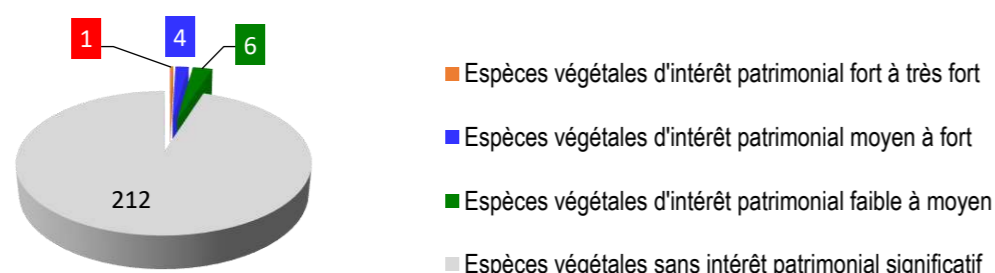 1
4
6
212
Espèces végétales d'intérêt patrimonial fort à très fort
Espèces végétales d'intérêt patrimonial moyen à fort
Espèces végétales d'intérêt patrimonial faible à moyen
Espèces végétales sans intérêt patrimonial significatif